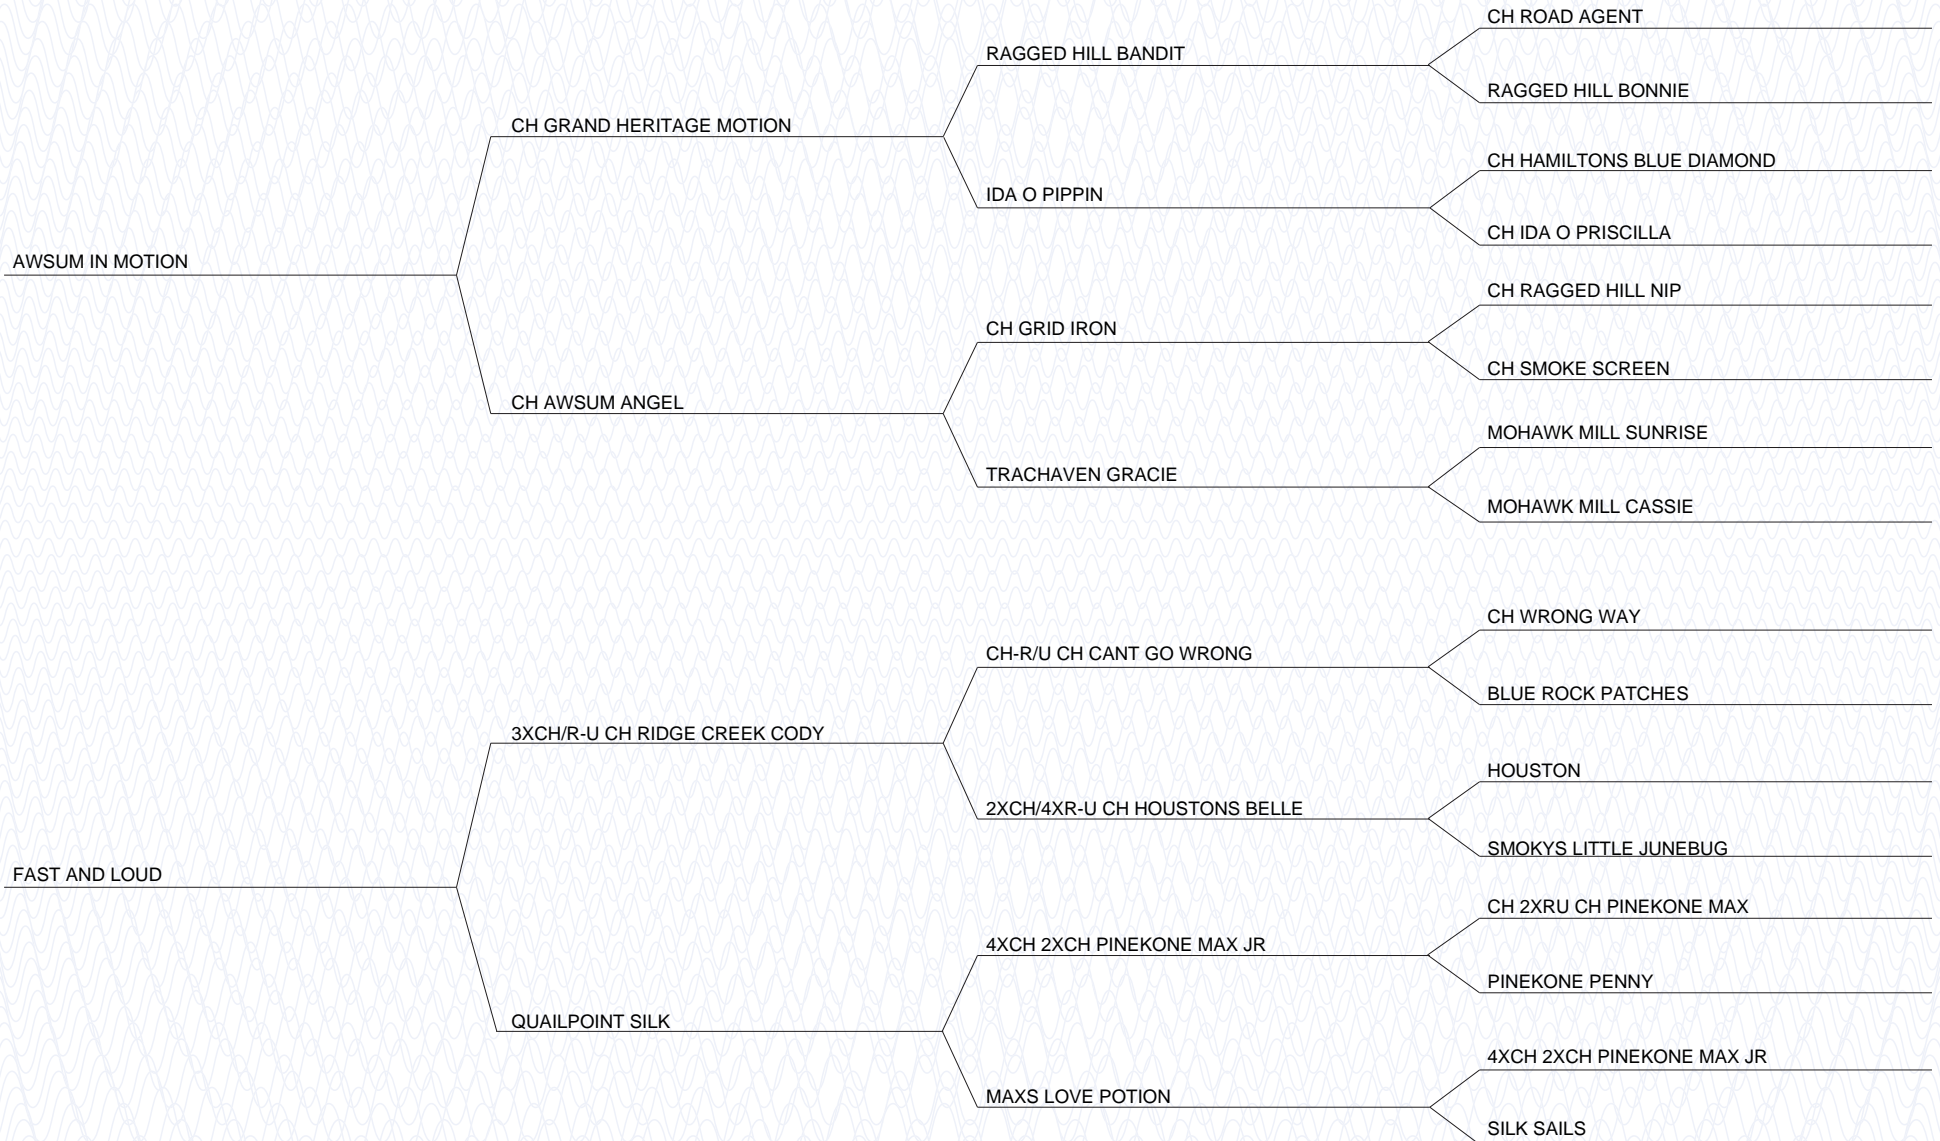 CH ROAD AGENT
RAGGED HILL BANDIT
RAGGED HILL BONNIE
CH GRAND HERITAGE MOTION
CH HAMILTONS BLUE DIAMOND
IDA O PIPPIN
CH IDA O PRISCILLA
AWSUM IN MOTION
CH RAGGED HILL NIP
CH GRID IRON
CH SMOKE SCREEN
CH AWSUM ANGEL
MOHAWK MILL SUNRISE
TRACHAVEN GRACIE
MOHAWK MILL CASSIE
CH WRONG WAY
CH-R/U CH CANT GO WRONG
BLUE ROCK PATCHES
3XCH/R-U CH RIDGE CREEK CODY
HOUSTON
2XCH/4XR-U CH HOUSTONS BELLE
SMOKYS LITTLE JUNEBUG
FAST AND LOUD
CH 2XRU CH PINEKONE MAX
4XCH 2XCH PINEKONE MAX JR
PINEKONE PENNY
QUAILPOINT SILK
4XCH 2XCH PINEKONE MAX JR
MAXS LOVE POTION
SILK SAILS